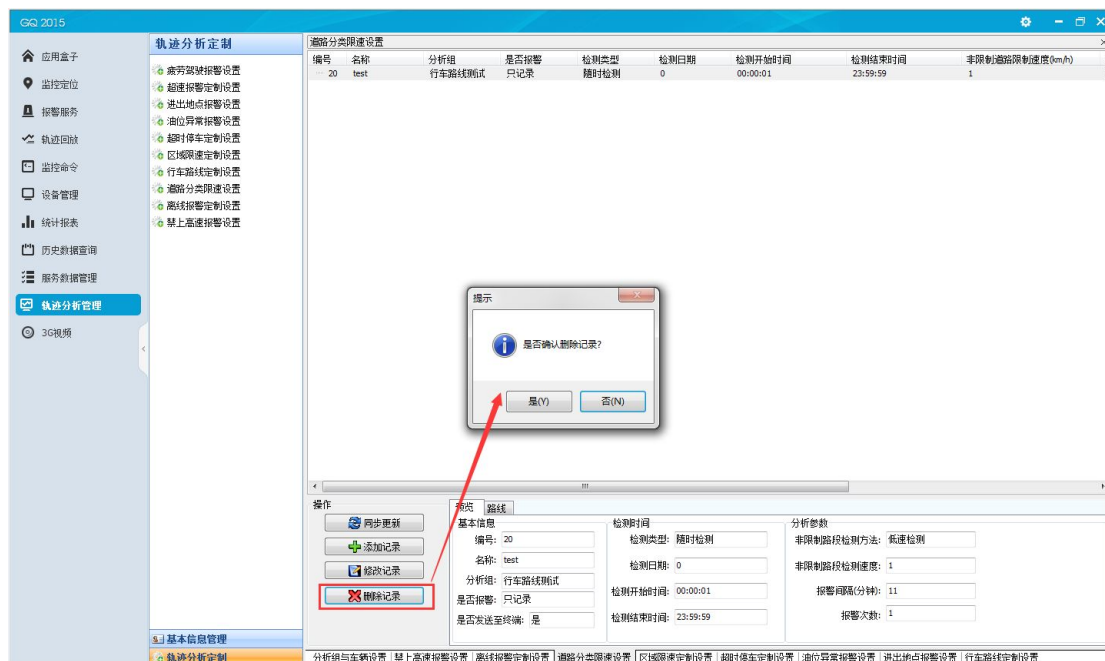 GQ 2015
应用盒子
监控定位
报警服务
轨迹回放
监控命令
设备管理
统计报表
历史数据查询
服务数据管理
轨迹分析管理
3G视频
轨迹分析定制
疲劳驾驶报警设置
超速报警定制设置
进出地点报警设置
油位异常报警设置
超时停车定制设置
区域限速定制设置
行车路线定制设置
道路分类限速设置
离线报警定制设置
禁上高速报警设置
基本信息管理
轨迹分析定制
道路分类限速设置
编号 名称 分析组 是否报警 检测类型 检测日期 检测开始时间 检测结束时间 非限制道路限制速度(km/h)
20 test 行车路线测试 只记录 随时检测 0 00:00:01 23:59:59 1
提示
是否确认删除记录?
是(Y) 否(N)
操作
同步更新
添加记录
修改记录
删除记录
预览 路线
基本信息
编号: 20
名称: test
分析组: 行车路线测试
是否报警: 只记录
是否发送至终端: 是
检测时间
检测类型: 随时检测
检测日期: 0
检测开始时间: 00:00:01
检测结束时间: 23:59:59
分析参数
非限制路段检测方法: 低速检测
非限制路段检测速度: 1
报警间隔(分钟): 11
报警次数: 1
分析组与车辆设置 禁上高速报警设置 离线报警定制设置 道路分类限速设置 区域限速定制设置 超时停车定制设置 油位异常报警设置 进出地点报警设置 行车路线定制设置